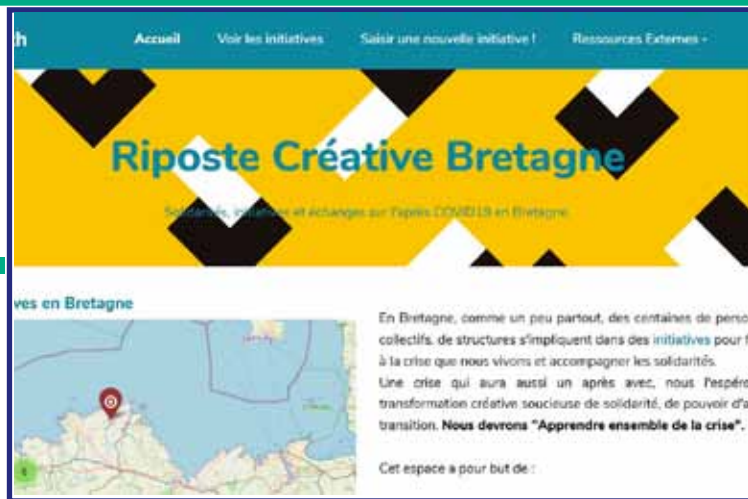 th Accueil Voir les initiatives Saisir une nouvelle initiative ! Ressources Externes
Riposte Créative Bretagne
Solidarités, initiatives et échanges sur l'après COVID19 en Bretagne.
ves en Bretagne
En Bretagne, comme un peu partout, des centaines de perso
collectifs, de structures s'impliquent dans des initiatives pour f
à la crise que nous vivons et accompagner les solidarités.
Une crise qui aura aussi un après avec, nous l'espére
transformation créative soucieuse de solidarité, de pouvoir d'a
transition. Nous devrons "Apprendre ensemble de la crise".
Cet espace a pour but de :